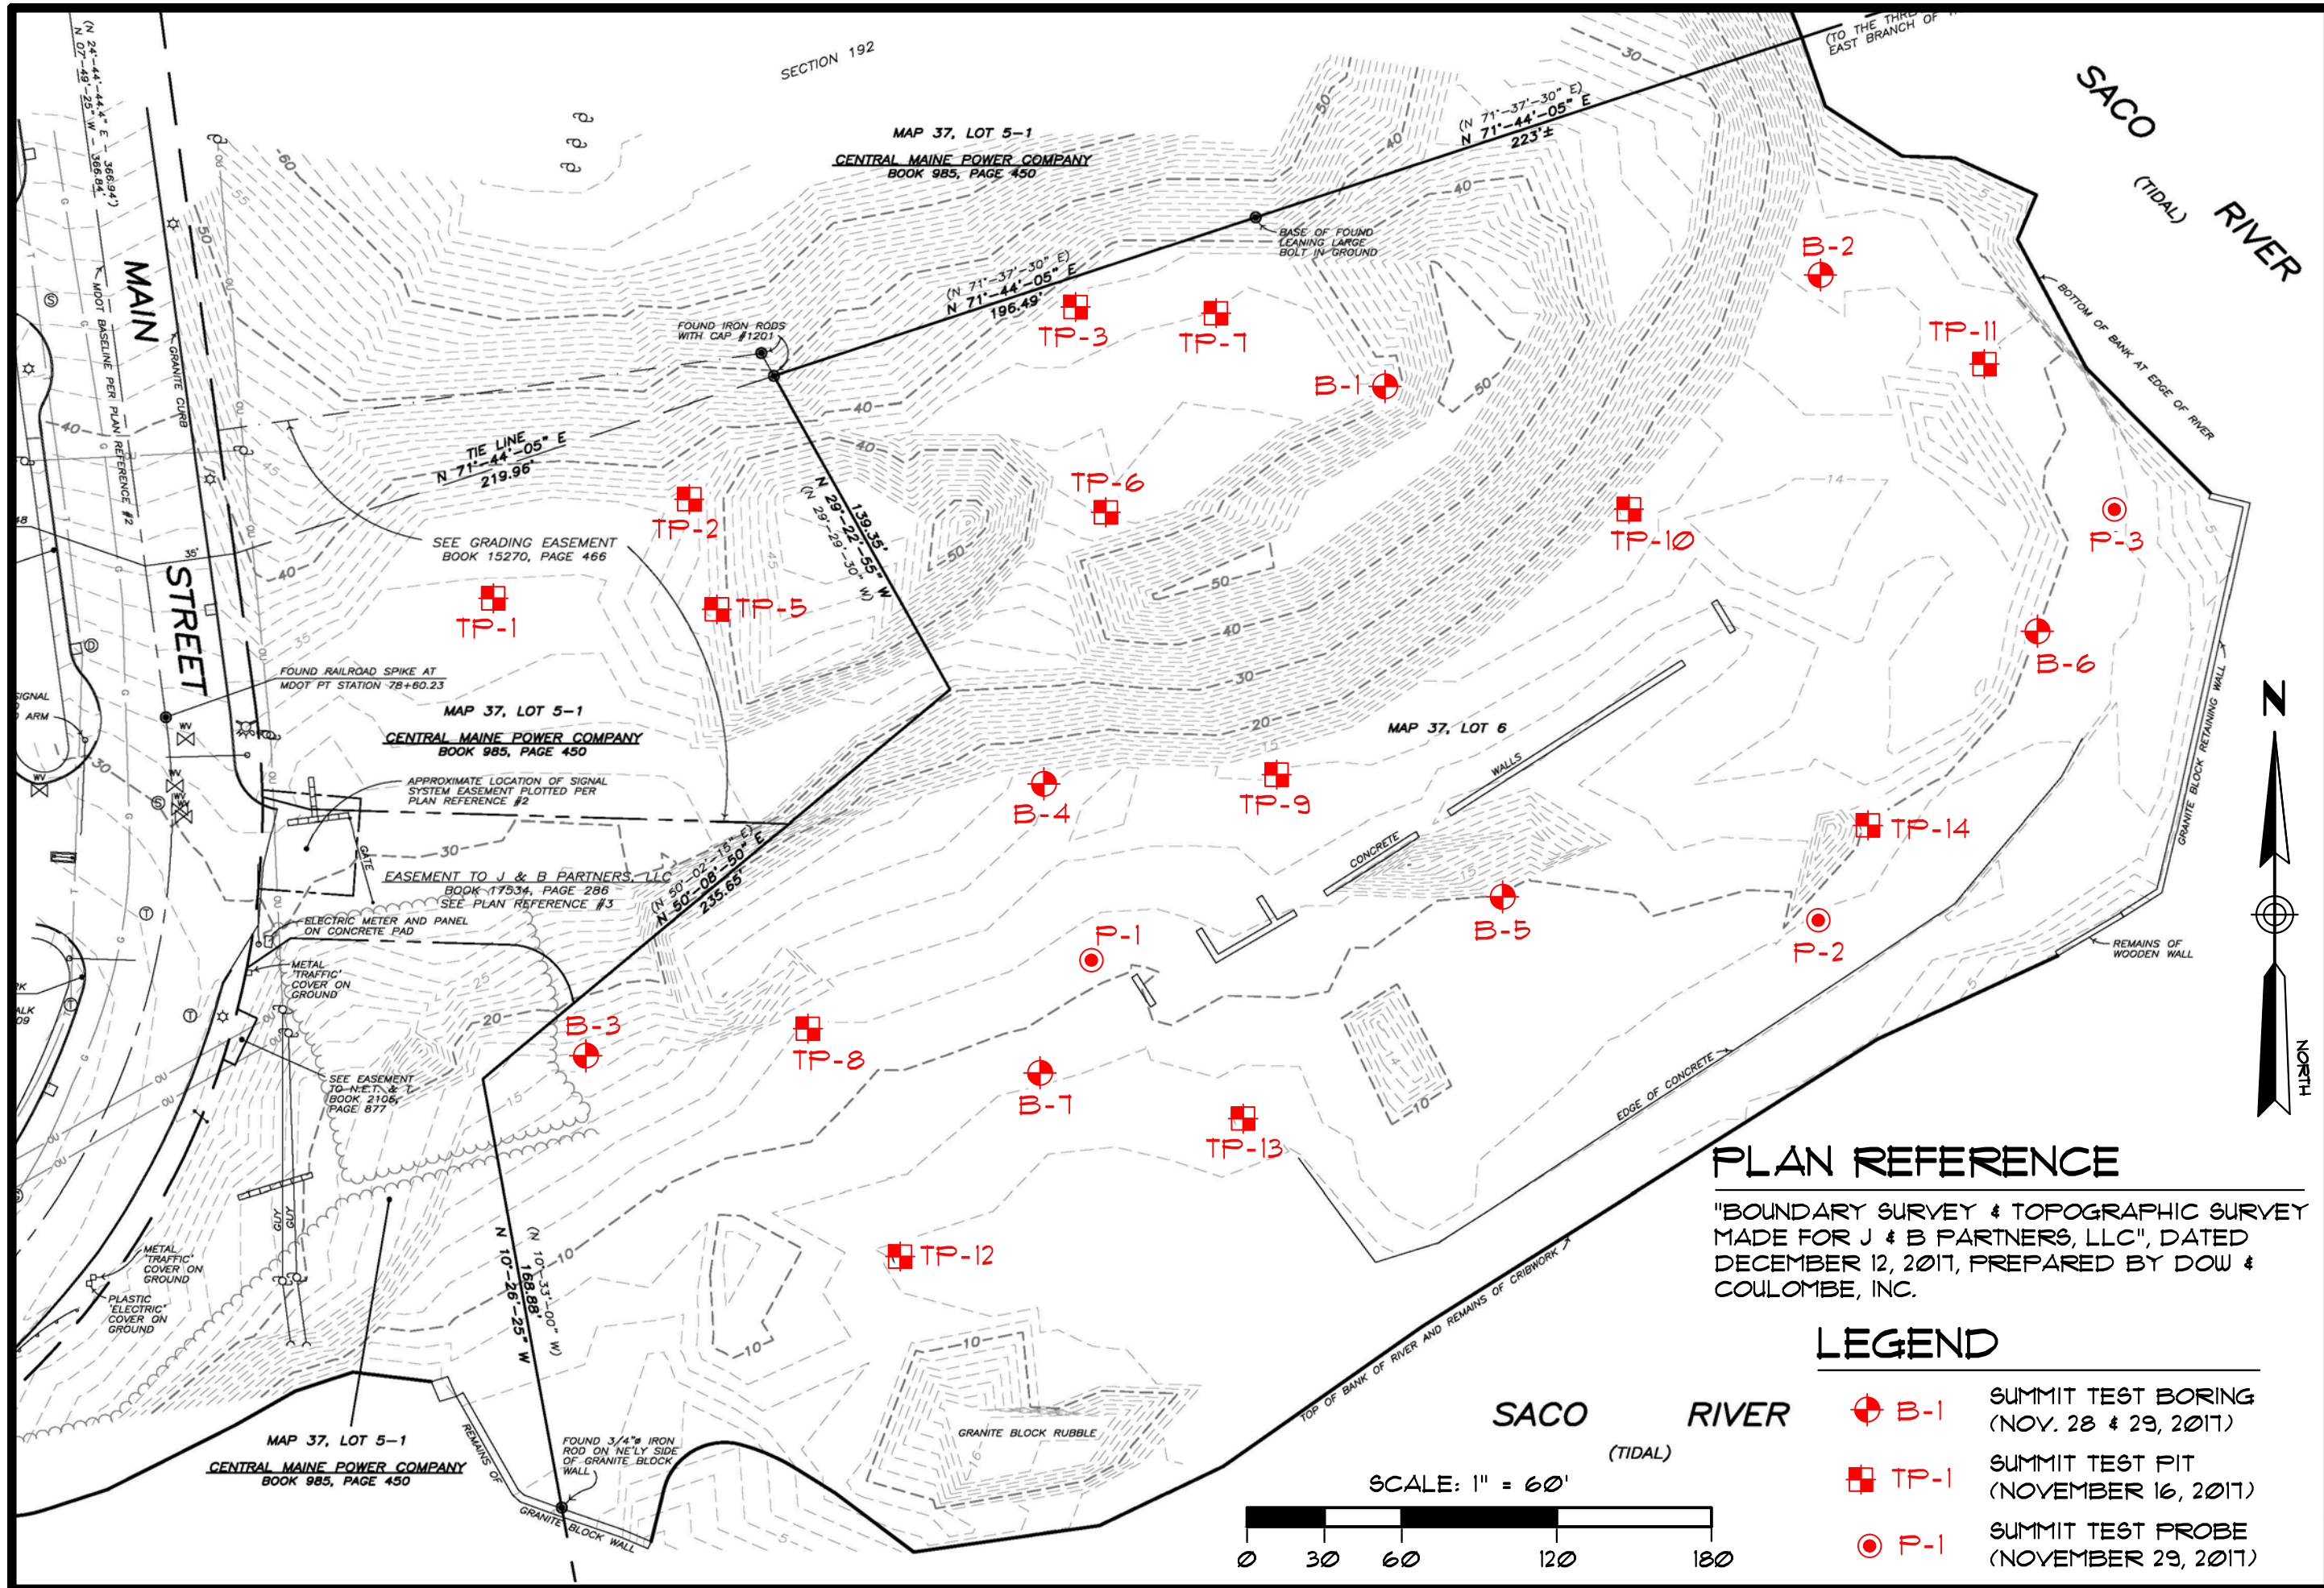 (N 24°-44'-44.4" E - 366.94')
N 07°-49'-25" W - 366.84'
SECTION 192
(TO THE
EAST BRANCH OF
SACO
(TIDAL)
RIVER
MAP 37, LOT 5-1
CENTRAL MAINE POWER COMPANY
BOOK 985, PAGE 450
(N 71°-37'-30" E)
N 71°-44'-05" E
223'±
BASE OF FOUND
LEANING LARGE
BOLT IN GROUND
(N 71°-37'-30" E)
N 71°-44'-05" E
196.49'
FOUND IRON RODS
WITH CAP #1201
MAIN
STREET
MDOT BASELINE PER PLAN REFERENCE #2
GRANITE CURB
TIE LINE
N 71°-44'-05" E
219.96'
B-2
TP-3
TP-7
B-1
TP-11
BOTTOM OF BANK AT EDGE OF RIVER
TP-6
TP-2
TP-10
P-3
139.35'
N 29°-22'-55" W
(N 29°-29'-30" W)
SEE GRADING EASEMENT
BOOK 15270, PAGE 466
TP-1
TP-5
B-6
35'
FOUND RAILROAD SPIKE AT
MDOT PT STATION 78+60.23
SIGNAL
ARM
MAP 37, LOT 5-1
CENTRAL MAINE POWER COMPANY
BOOK 985, PAGE 450
MAP 37, LOT 6
GRANITE BLOCK RETAINING WALL
N
NORTH
APPROXIMATE LOCATION OF SIGNAL
SYSTEM EASEMENT PLOTTED PER
PLAN REFERENCE #2
WALLS
B-4
TP-9
CONCRETE
TP-14
GATE
(N 50°-02'-15" E)
N 50°-08'-50" E
235.65'
EASEMENT TO J & B PARTNERS, LLC
BOOK 17534, PAGE 286
SEE PLAN REFERENCE #3
ELECTRIC METER AND PANEL
ON CONCRETE PAD
P-1
B-5
P-2
REMAINS OF
WOODEN WALL
METAL
'TRAFFIC'
COVER ON
GROUND
B-3
TP-8
B-7
TP-13
SEE EASEMENT
TO N.E.T. & T.
BOOK 2106,
PAGE 877
EDGE OF CONCRETE
GUY
GUY
TP-12
METAL
'TRAFFIC'
COVER ON
GROUND
PLASTIC
'ELECTRIC'
COVER ON
GROUND
(N 10°-33'-00" W)
168.88'
N 10°-26'-25" W
TOP OF BANK OF RIVER AND REMAINS OF CRIBWORK
GRANITE BLOCK RUBBLE
MAP 37, LOT 5-1
CENTRAL MAINE POWER COMPANY
BOOK 985, PAGE 450
REMAINS OF
GRANITE BLOCK WALL
FOUND 3/4"ø IRON
ROD ON NE'LY SIDE
OF GRANITE BLOCK
WALL
SACO RIVER
(TIDAL)
SCALE: 1" = 60'
0 30 60 120 180
PLAN REFERENCE
"BOUNDARY SURVEY & TOPOGRAPHIC SURVEY
MADE FOR J & B PARTNERS, LLC", DATED
DECEMBER 12, 2017, PREPARED BY DOW &
COULOMBE, INC.
LEGEND
B-1 SUMMIT TEST BORING
(NOV. 28 & 29, 2017)
TP-1 SUMMIT TEST PIT
(NOVEMBER 16, 2017)
P-1 SUMMIT TEST PROBE
(NOVEMBER 29, 2017)